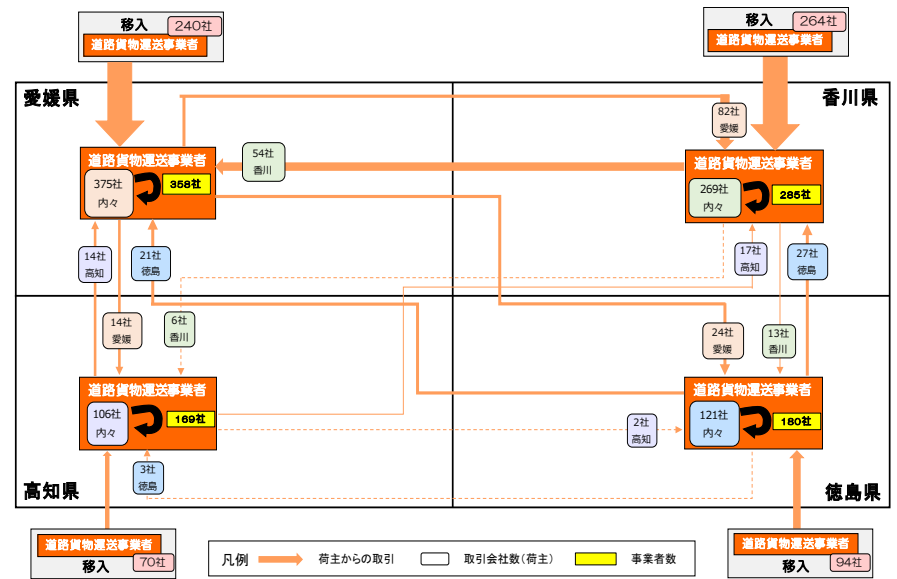 移入
240社
道路貨物運送事業者
移入
264社
道路貨物運送事業者
愛媛県
香川県
82社
愛媛
道路貨物運送事業者
375社
内々
358社
54社
香川
道路貨物運送事業者
269社
内々
285社
14社
高知
21社
徳島
17社
高知
27社
徳島
14社
愛媛
6社
香川
24社
愛媛
13社
香川
道路貨物運送事業者
106社
内々
169社
道路貨物運送事業者
121社
内々
180社
2社
高知
3社
徳島
高知県
徳島県
道路貨物運送事業者
移入
70社
道路貨物運送事業者
移入
94社
凡例
荷主からの取引
取引会社数(荷主)
事業者数